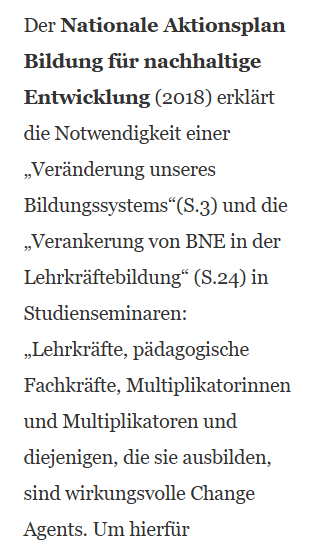 Der Nationale Aktionsplan
Bildung für nachhaltige
Entwicklung (2018) erklärt
die Notwendigkeit einer
„Veränderung unseres
Bildungssystems“(S.3) und die
„Verankerung von BNE in der
Lehrkräftebildung“ (S.24) in
Studienseminaren:
„Lehrkräfte, pädagogische
Fachkräfte, Multiplikatorinnen
und Multiplikatoren und
diejenigen, die sie ausbilden,
sind wirkungsvolle Change
Agents. Um hierfür